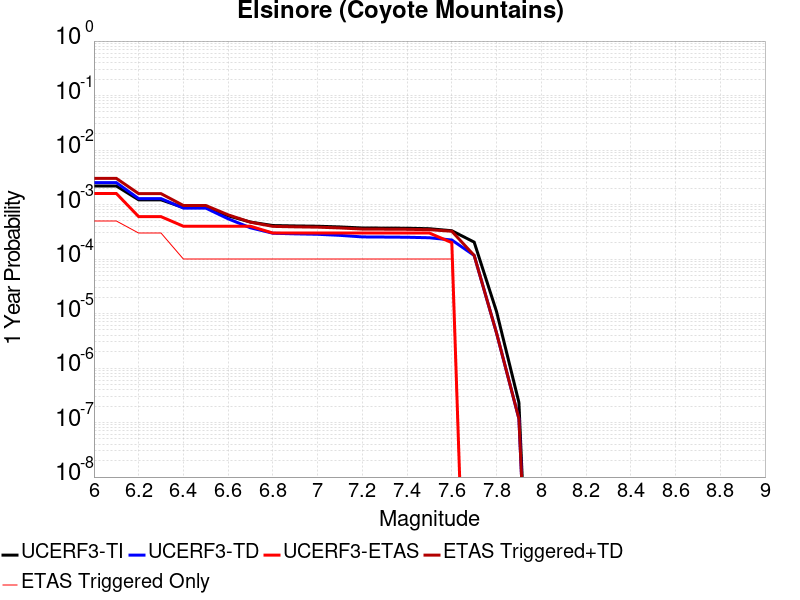 Elsinore (Coyote Mountains)
10 0
10 -1
10 -2
10 -3
10 -4
10 -5
10 -6
10 -7
10 -8
1 Year Probability
6 6.2 6.4 6.6 6.8 7 7.2 7.4 7.6 7.8 8 8.2 8.4 8.6 8.8 9
Magnitude
UCERF3-TI UCERF3-TD UCERF3-ETAS ETAS Triggered+TD
ETAS Triggered Only